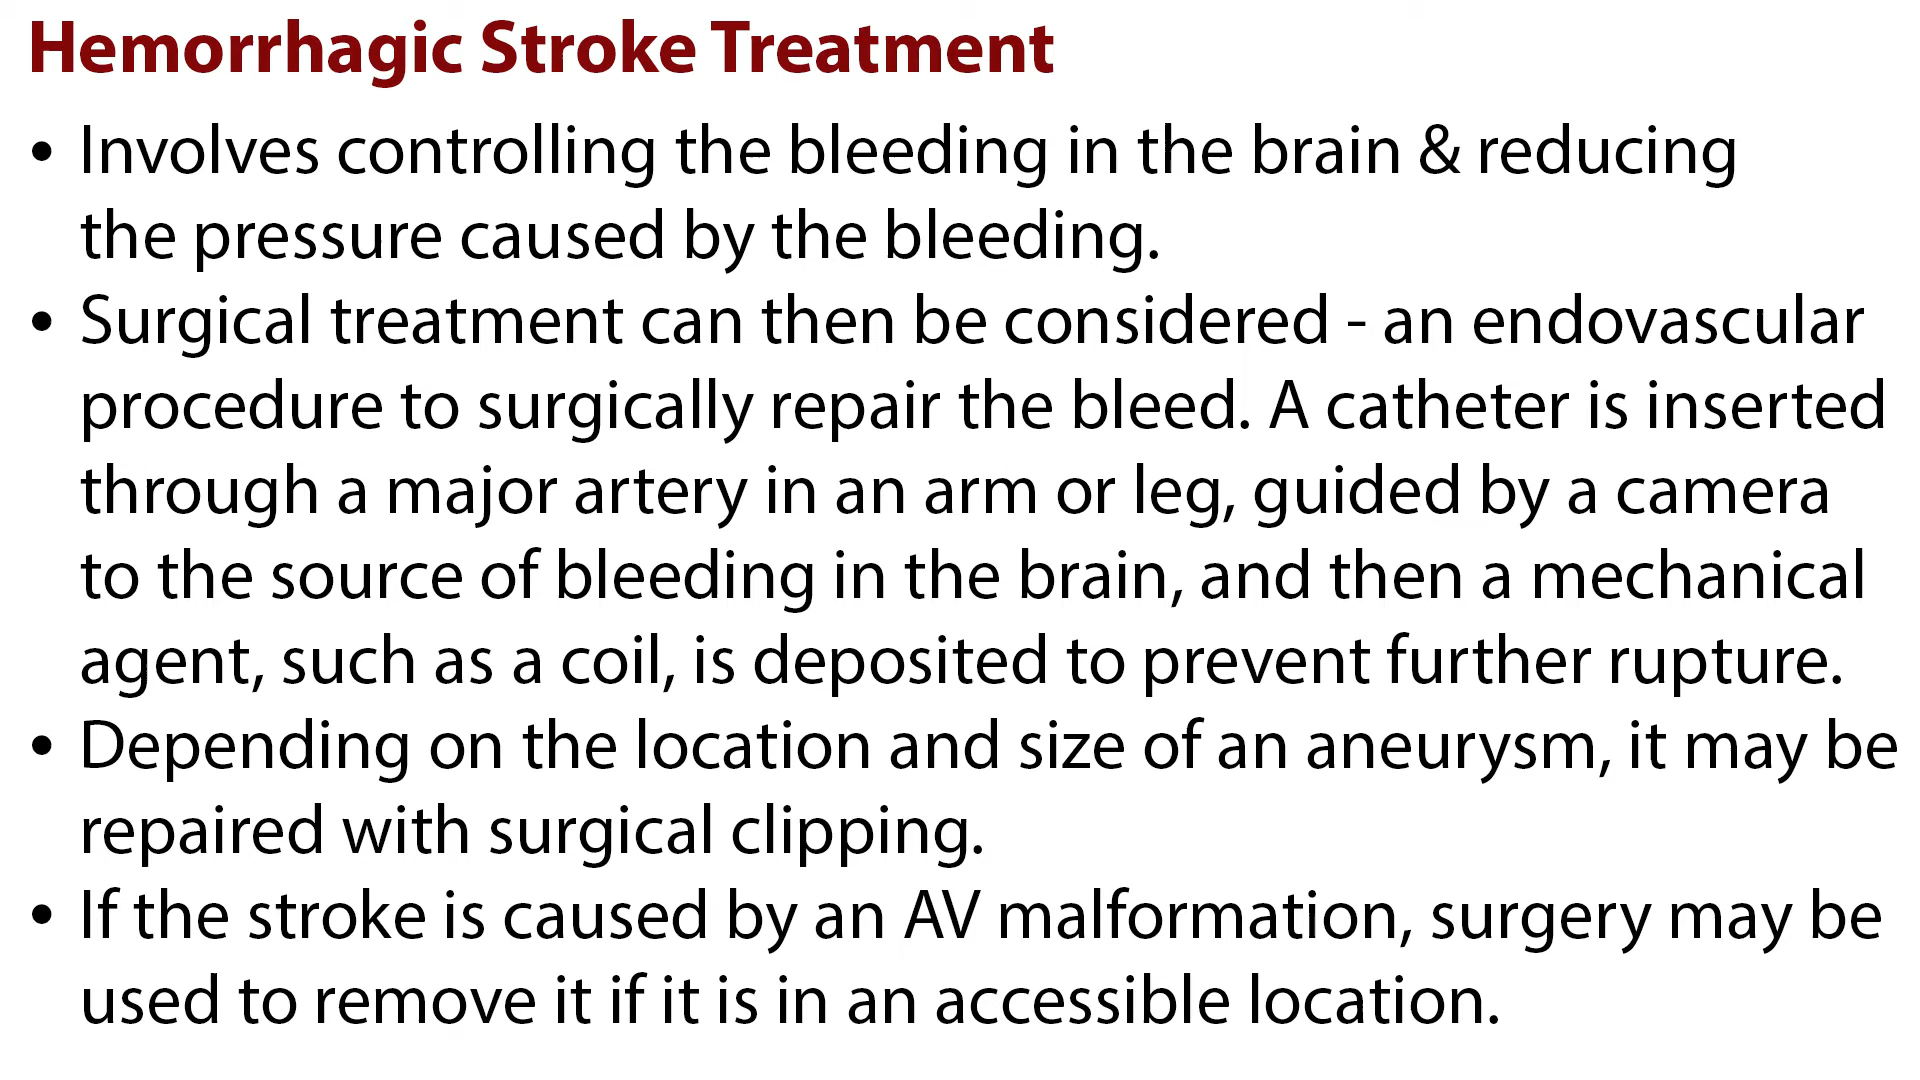 Hemorrhagic Stroke Treatment
• Involves controlling the bleeding in the brain & reducing
the pressure caused by the bleeding.
• Surgical treatment can then be considered - an endovascular
procedure to surgically repair the bleed. A catheter is inserted
through a major artery in an arm or leg, guided by a camera
to the source of bleeding in the brain, and then a mechanical
agent, such as a coil, is deposited to prevent further rupture.
• Depending on the location and size of an aneurysm, it may be
repaired with surgical clipping.
• If the stroke is caused by an AV malformation, surgery may be
used to remove it if it is in an accessible location.